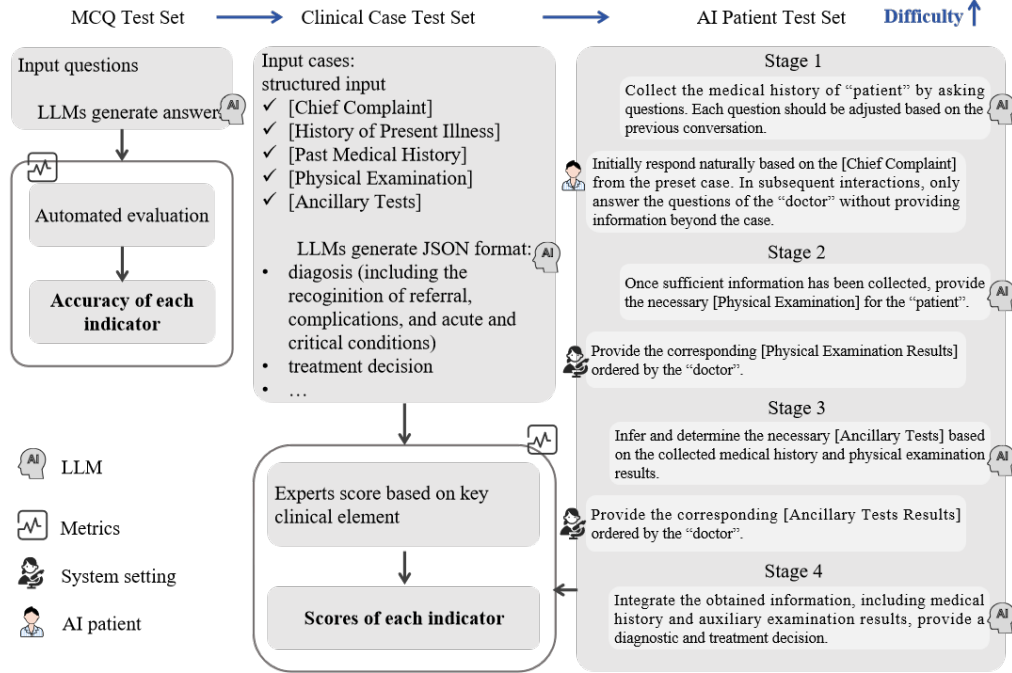 MCQ Test Set
Clinical Case Test Set
AI Patient Test Set
Difficulty
Input questions
LLMs generate answer
AI
Automated evaluation
Accuracy of each
indicator
Input cases:
structured input
✓ [Chief Complaint]
✓ [History of Present Illness]
✓ [Past Medical History]
✓ [Physical Examination]
✓ [Ancillary Tests]
LLMs generate JSON format:
AI
• diagosis (including the
recoginition of referral,
complications, and acute and
critical conditions)
• treatment decision
• …
Experts score based on key
clinical element
Scores of each indicator
Stage 1
Collect the medical history of “patient” by asking
questions. Each question should be adjusted based on the
previous conversation.
AI
Initially respond naturally based on the [Chief Complaint]
from the preset case. In subsequent interactions, only
answer the questions of the “doctor” without providing
information beyond the case.
Stage 2
Once sufficient information has been collected, provide
the necessary [Physical Examination] for the “patient”.
AI
Provide the corresponding [Physical Examination Results]
ordered by the “doctor”.
Stage 3
Infer and determine the necessary [Ancillary Tests] based
on the collected medical history and physical examination
results.
AI
Provide the corresponding [Ancillary Tests Results]
ordered by the “doctor”.
Stage 4
Integrate the obtained information, including medical
history and auxiliary examination results, provide a
diagnostic and treatment decision.
AI
AI
LLM
Metrics
System setting
AI patient